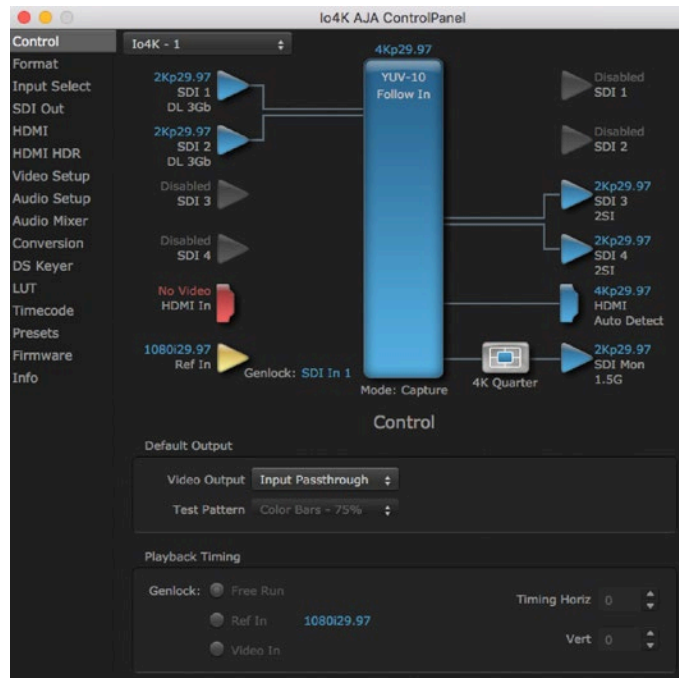 Io4K AJA ControlPanel
Control
Format
Input Select
SDI Out
HDMI
HDMI HDR
Video Setup
Audio Setup
Audio Mixer
Conversion
DS Keyer
LUT
Timecode
Presets
Firmware
Info
Io4K - 1
2Kp29.97
SDI 1
DL 3Gb
2Kp29.97
SDI 2
DL 3Gb
Disabled
SDI 3
Disabled
SDI 4
No Video
HDMI In
1080i29.97
Ref In
Genlock: SDI In 1
4Kp29.97
YUV-10
Follow In
Mode: Capture
Disabled
SDI 1
Disabled
SDI 2
2Kp29.97
SDI 3
2SI
2Kp29.97
SDI 4
2SI
4Kp29.97
HDMI
Auto Detect
4K Quarter
2Kp29.97
SDI Mon
1.5G
Control
Default Output
Video Output Input Passthrough
Test Pattern Color Bars - 75%
Playback Timing
Genlock: Free Run
Ref In 1080i29.97
Video In
Timing Horiz 0
Vert 0